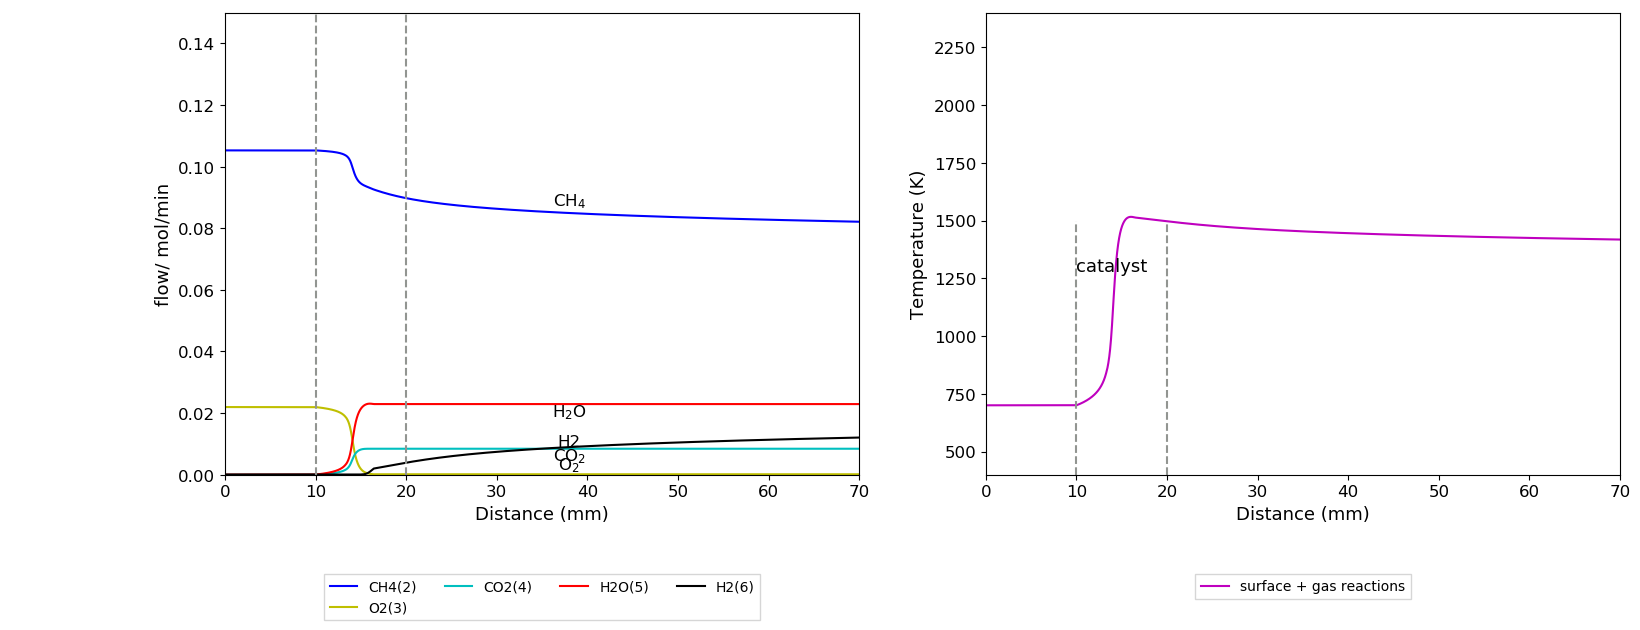 0.14
0.12
0.10
0.08
0.06
0.04
0.02
0.00
flow/ mol/min
CH₄
H₂O
H2
CO₂
O₂
0 10 20 30 40 50 60 70
Distance (mm)
CH4(2) CO2(4) H2O(5) H2(6)
O2(3)
2250
2000
1750
1500
1250
1000
750
500
Temperature (K)
catalyst
0 10 20 30 40 50 60 70
Distance (mm)
surface + gas reactions